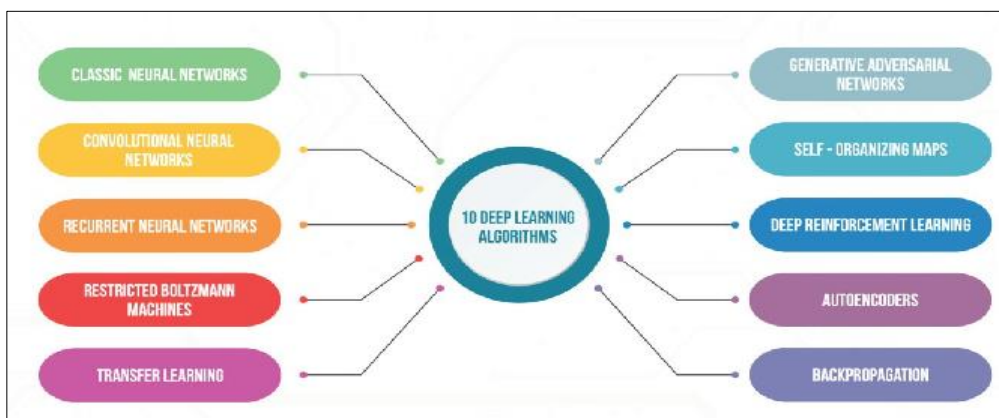 CLASSIC NEURAL NETWORKS
CONVOLUTIONAL NEURAL
NETWORKS
RECURRENT NEURAL NETWORKS
RESTRICTED BOLTZMANN
MACHINES
TRANSFER LEARNING
10 DEEP LEARNING
ALGORITHMS
GENERATIVE ADVERSARIAL
NETWORKS
SELF - ORGANIZING MAPS
DEEP REINFORCEMENT LEARNING
AUTOENCODERS
BACKPROPAGATION